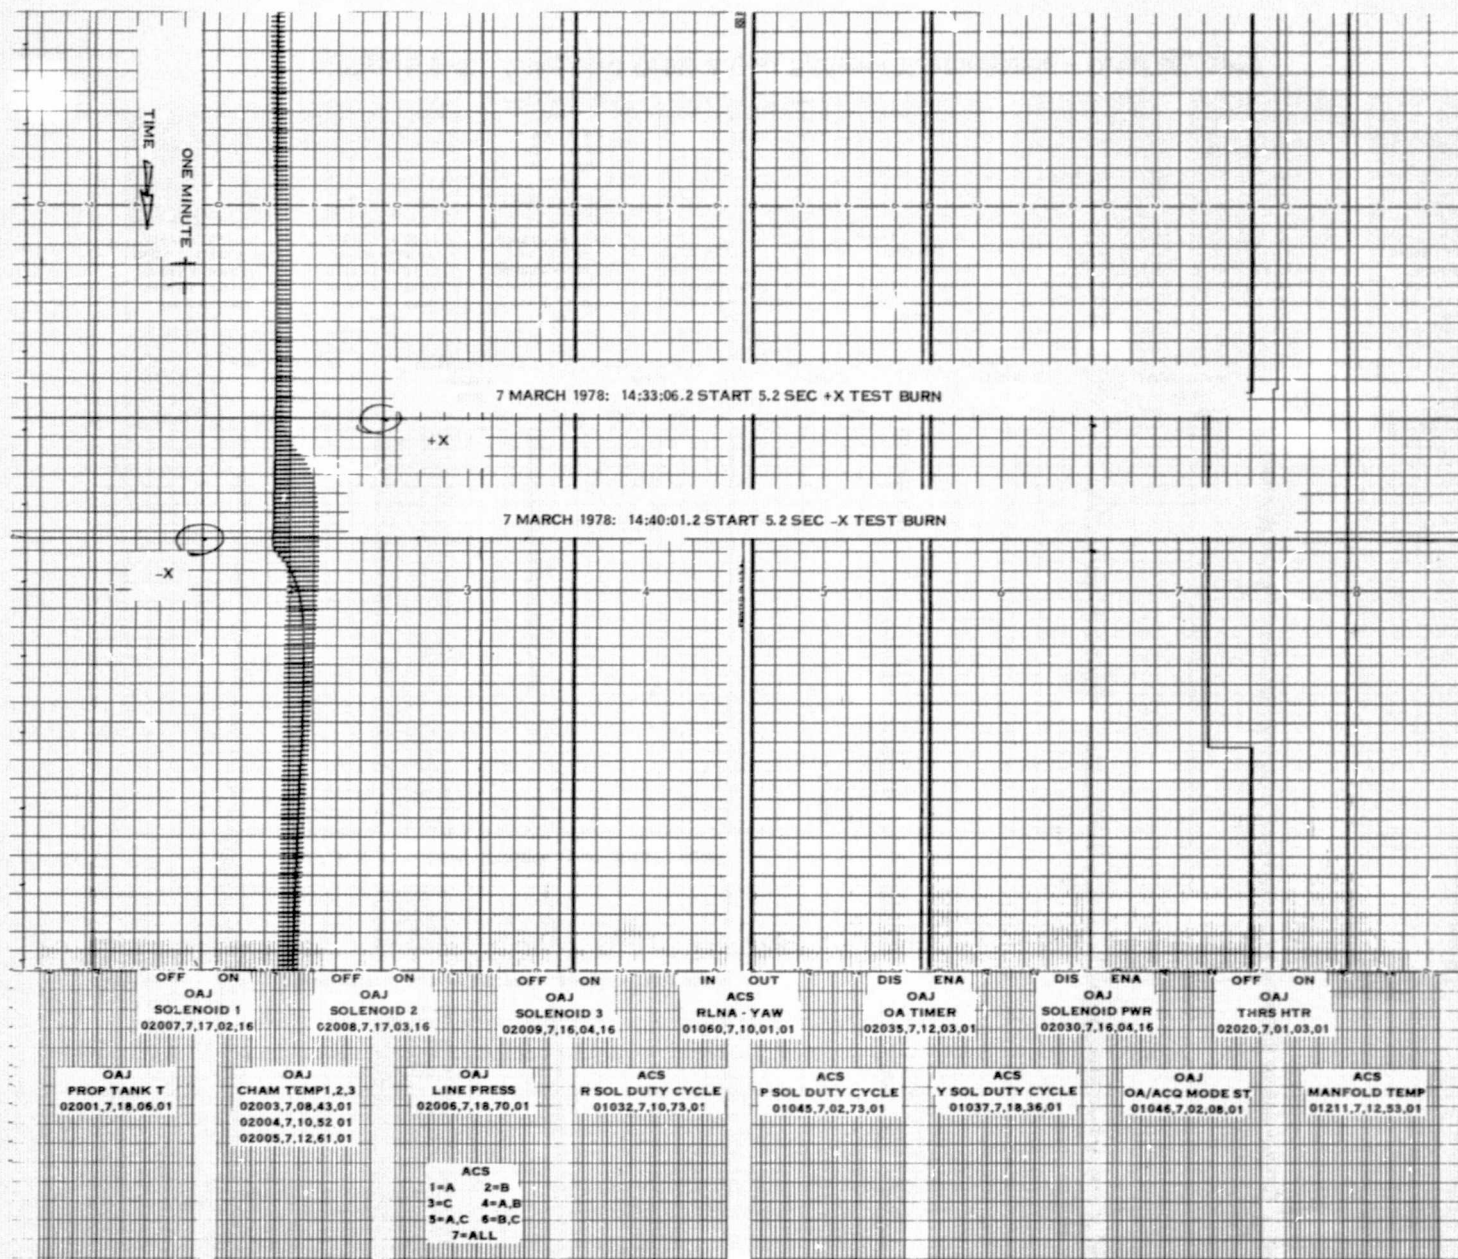 TIME
ONE MINUTE
7 MARCH 1978: 14:33:06.2 START 5.2 SEC +X TEST BURN
+X
7 MARCH 1978: 14:40:01.2 START 5.2 SEC -X TEST BURN
-X
3 4 5 6 7 8
OFF ON OFF ON OFF ON IN OUT DIS ENA DIS ENA OFF ON
OAJ
SOLENOID 1
02007,7,17,02,16
OAJ
SOLENOID 2
02008,7,17,03,16
OAJ
SOLENOID 3
02009,7,16,04,16
ACS
RLNA - YAW
01060,7,10,01,01
OAJ
OA TIMER
02035,7,12,03,01
OAJ
SOLENOID PWR
02030,7,16,04,16
OAJ
THRS HTR
02020,7,01,03,01
OAJ
PROP TANK T
02001,7,18,06,01
OAJ
CHAM TEMP1,2,3
02003,7,08,43,01
02004,7,10,52 01
02005,7,12,61,01
OAJ
LINE PRESS
02006,7,18,70,01
ACS
R SOL DUTY CYCLE
01032,7,10,73,01
ACS
P SOL DUTY CYCLE
01045,7,02,73,01
ACS
Y SOL DUTY CYCLE
01037,7,18,36,01
OAJ
OA/ACQ MODE ST
01046,7,02,08,01
ACS
MANFOLD TEMP
01211,7,12,53,01
ACS
1=A 2=B
3=C 4=A,B
5=A,C 6=B,C
7=ALL